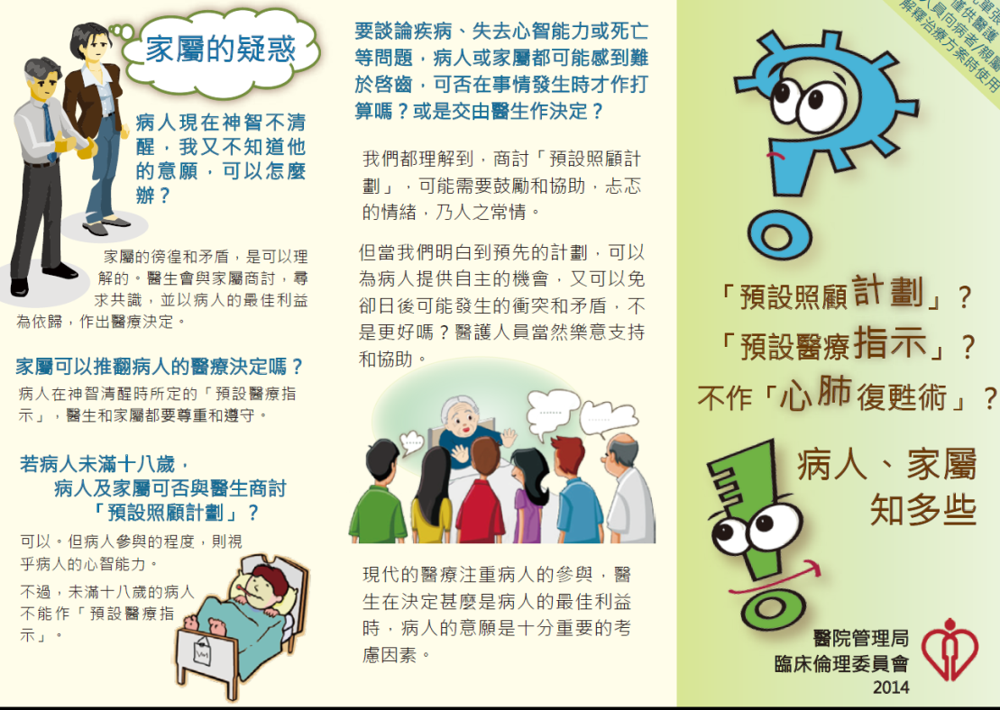 家屬的疑惑
病人現在神智不清
醒，我又不知道他
的意願，可以怎麼
辦？
家屬的徬徨和矛盾，是可以理
解的。醫生會與家屬商討，尋
求共識，並以病人的最佳利益
為依歸，作出醫療決定。
家屬可以推翻病人的醫療決定嗎？
病人在神智清醒時所定的「預設醫療指
示」，醫生和家屬都要尊重和遵守。
若病人未滿十八歲，
病人及家屬可否與醫生商討
「預設照顧計劃」？
可以。但病人參與的程度，則視
乎病人的心智能力。
不過，未滿十八歲的病人
不能作「預設醫療指
示」。
要談論疾病、失去心智能力或死亡
等問題，病人或家屬都可能感到難
於啓齒，可否在事情發生時才作打
算嗎？或是交由醫生作決定？
我們都理解到，商討「預設照顧計
劃」，可能需要鼓勵和協助，忐忑
的情緒，乃人之常情。
但當我們明白到預先的計劃，可以
為病人提供自主的機會，又可以免
卻日後可能發生的衝突和矛盾，不
是更好嗎？醫護人員當然樂意支持
和協助。
現代的醫療注重病人的參與，醫
生在決定甚麼是病人的最佳利益
時，病人的意願是十分重要的考
慮因素。
單張
僅供醫護
人員向病者/親屬
解釋治療方案時使用
「預設照顧計劃」？
「預設醫療指示」？
不作「心肺復甦術」？
病人、家屬
知多些
醫院管理局
臨床倫理委員會
2014